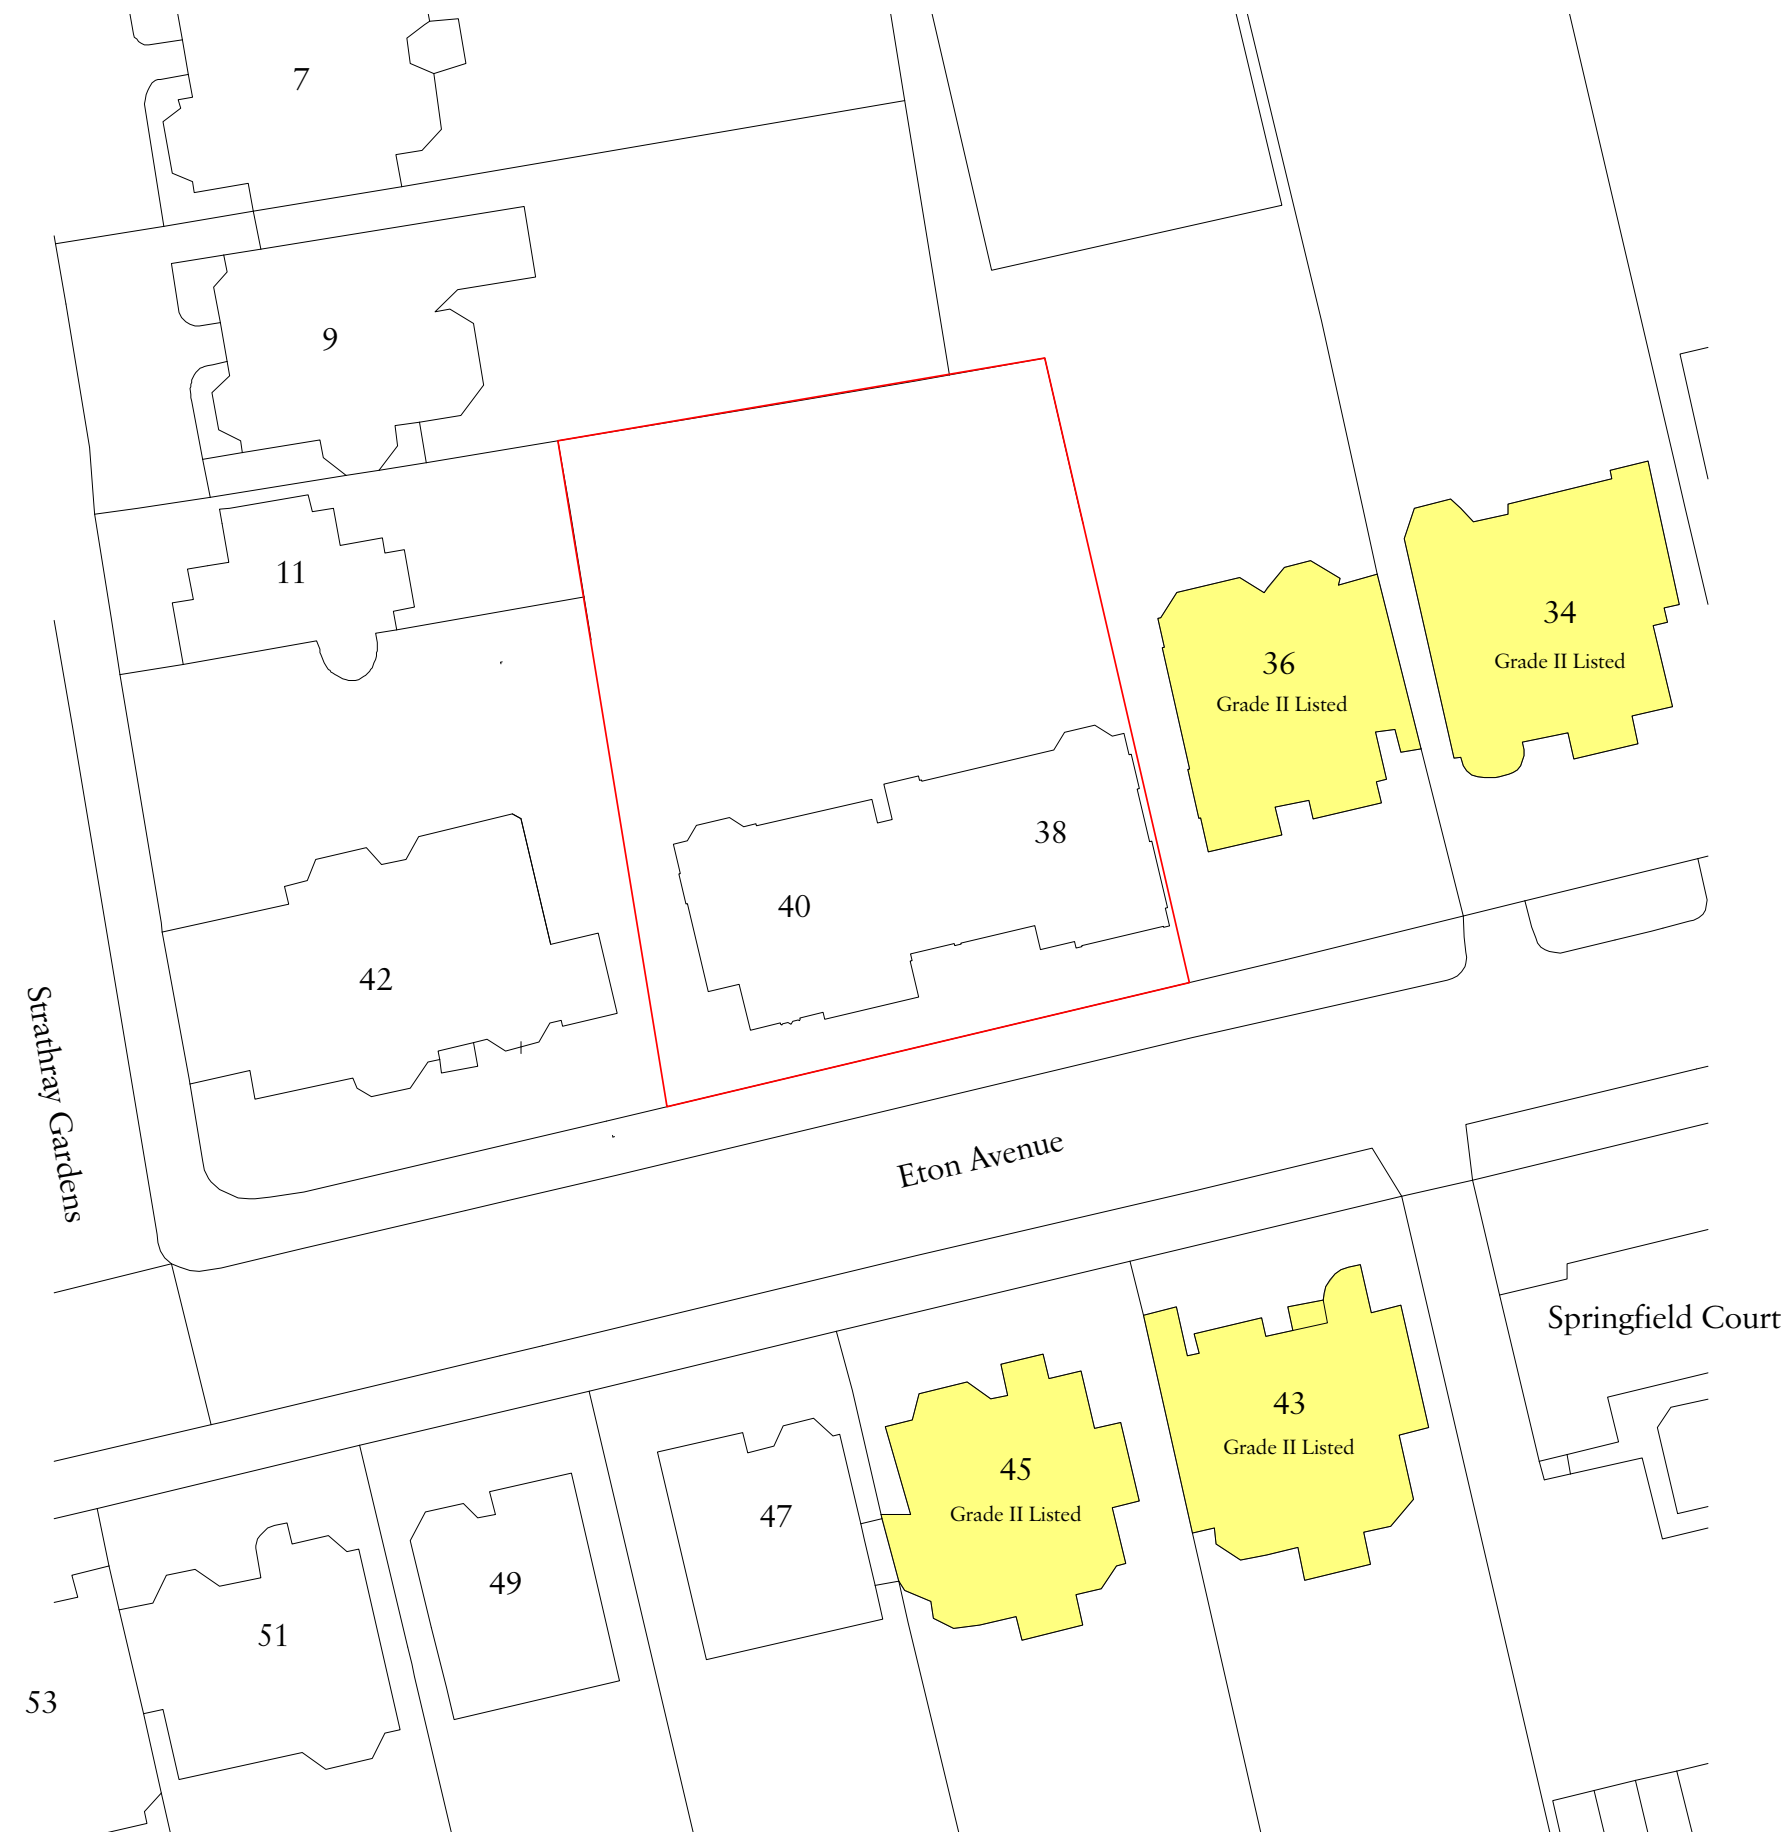 7
9
11
34
Grade II Listed
36
Grade II Listed
38
40
42
Strathray Gardens
Eton Avenue
Springfield Court
43
Grade II Listed
45
Grade II Listed
47
49
51
53